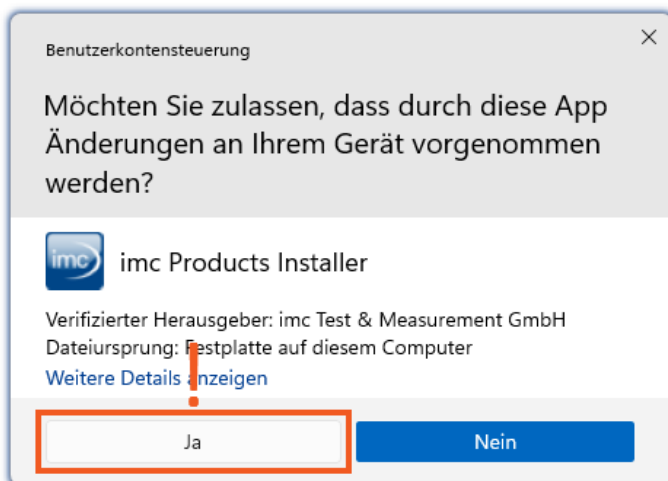 Benutzerkontensteuerung
Möchten Sie zulassen, dass durch diese App
Änderungen an Ihrem Gerät vorgenommen
werden?
imc
imc Products Installer
Verifizierter Herausgeber: imc Test & Measurement GmbH
Dateiursprung: Festplatte auf diesem Computer
Weitere Details anzeigen
!
Ja
Nein